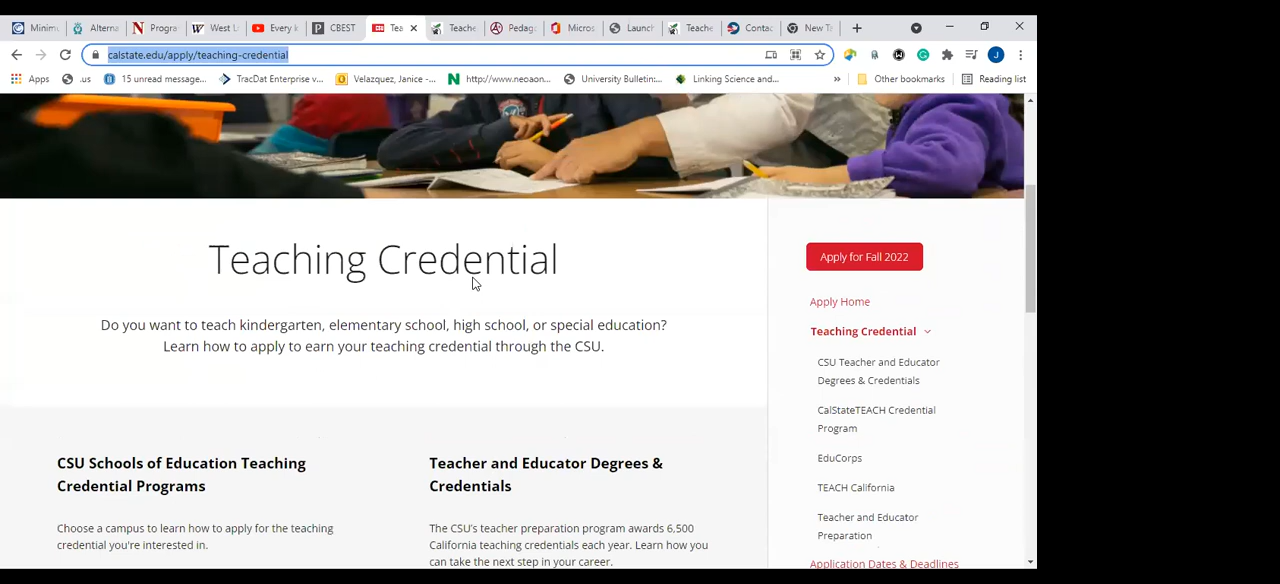 Minim
Alterna
Progra
West L
Every k
CBEST
Tea
Teache
Pedag
Micros
Launch
Teache
Contac
New T
calstate.edu/apply/teaching-credential
Apps
.us
15 unread message...
TracDat Enterprise v...
Velazquez, Janice -...
http://www.neoaon...
University Bulletin:...
Linking Science and...
»
Other bookmarks
Reading list
Teaching Credential
Do you want to teach kindergarten, elementary school, high school, or special education?
Learn how to apply to earn your teaching credential through the CSU.
CSU Schools of Education Teaching
Credential Programs
Choose a campus to learn how to apply for the teaching
credential you're interested in.
Teacher and Educator Degrees &
Credentials
The CSU's teacher preparation program awards 6,500
California teaching credentials each year. Learn how you
can take the next step in your career.
Apply for Fall 2022
Apply Home
Teaching Credential
CSU Teacher and Educator
Degrees & Credentials
CalStateTEACH Credential
Program
EduCorps
TEACH California
Teacher and Educator
Preparation
Application Dates & Deadlines